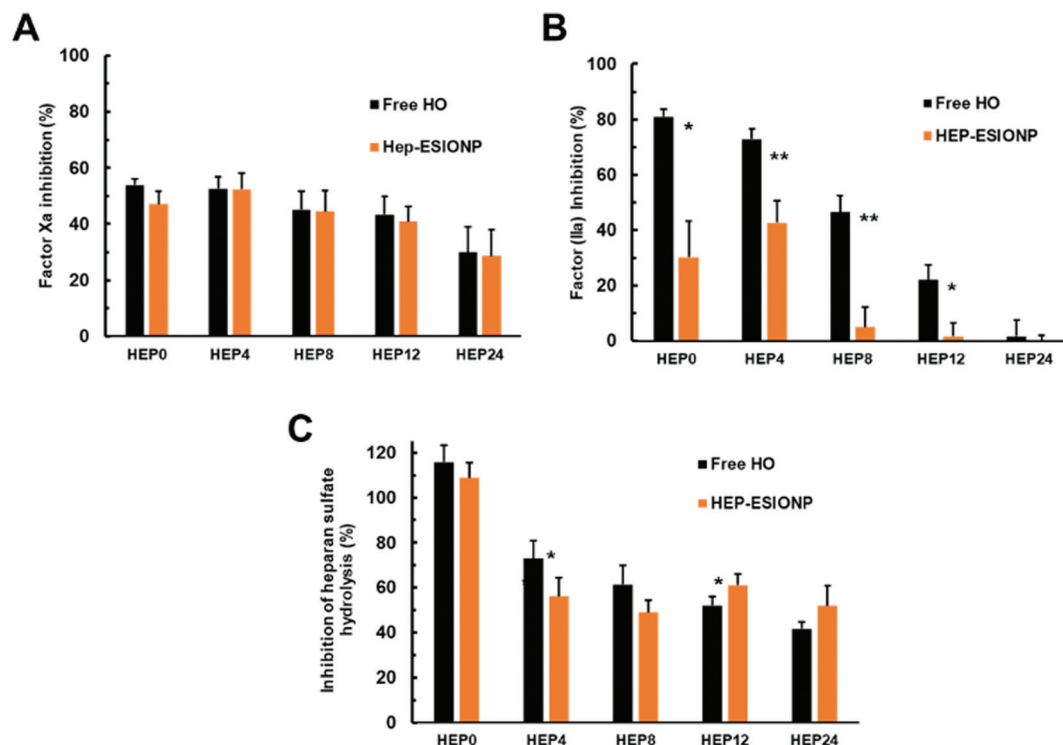 A
Factor Xa inhibition (%)
100
80
60
40
20
0
Free HO
Hep-ESIONP
HEP0 HEP4 HEP8 HEP12 HEP24
B
Factor (IIa) Inhibition (%)
100
80
60
40
20
0
Free HO
HEP-ESIONP
*
**
**
*
HEP0 HEP4 HEP8 HEP12 HEP24
C
Inhibition of heparan sulfate
hydrolysis (%)
120
100
80
60
40
20
0
Free HO
HEP-ESIONP
*
*
HEP0 HEP4 HEP8 HEP12 HEP24